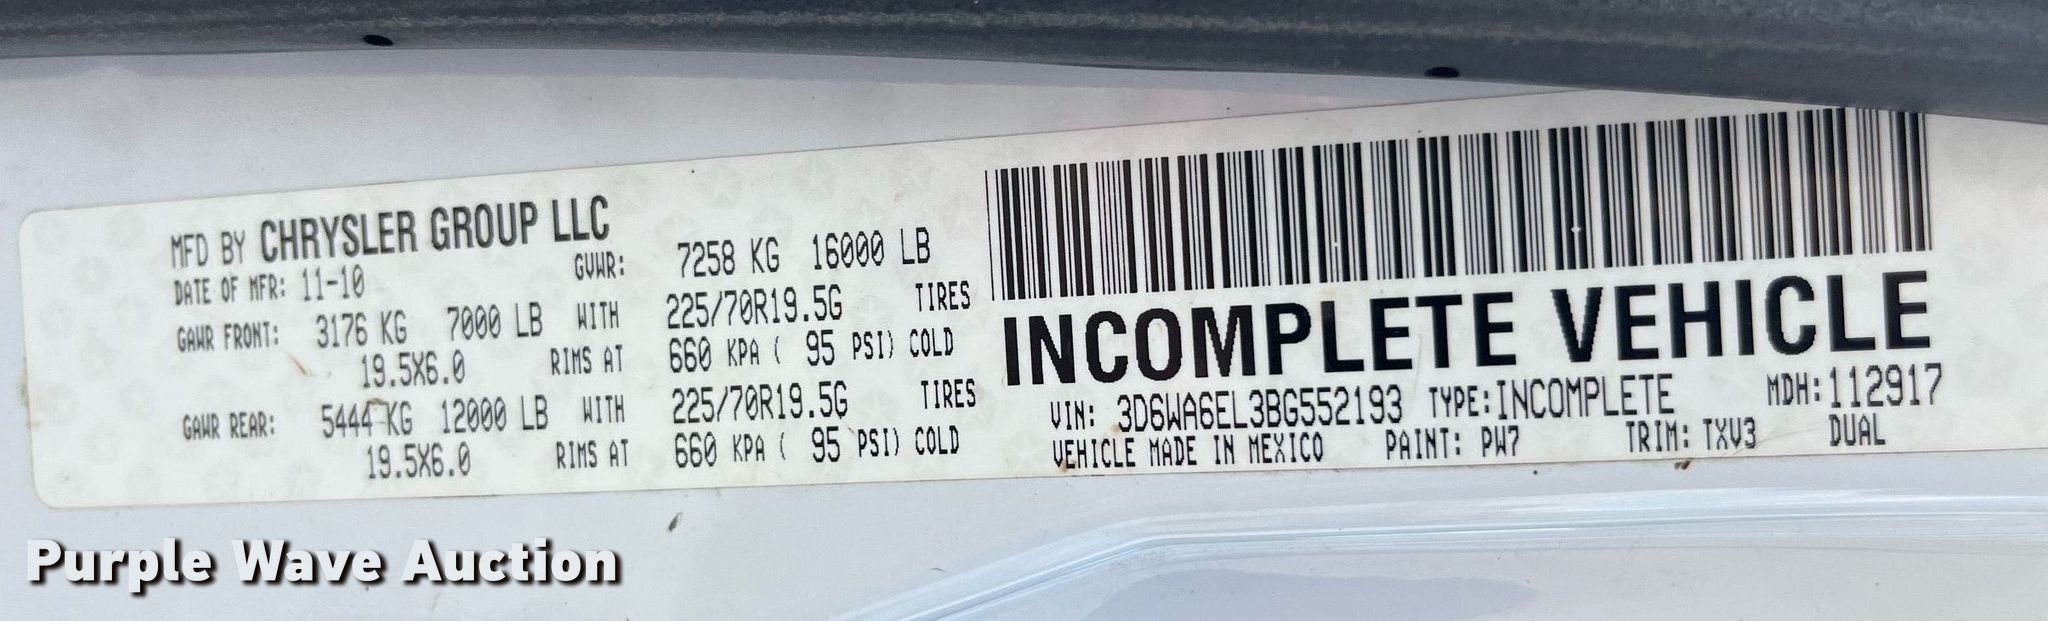 MFD BY CHRYSLER GROUP LLC
DATE OF MFR: 11-10 GVWR: 7258 KG 16000 LB
GAWR FRONT: 3176 KG 7000 LB WITH 225/70R19.5G TIRES
19.5X6.0 RIMS AT 660 KPA ( 95 PSI) COLD
GAWR REAR: 5444 KG 12000 LB WITH 225/70R19.5G TIRES
19.5X6.0 RIMS AT 660 KPA ( 95 PSI) COLD
INCOMPLETE VEHICLE
VIN: 3D6WA6EL3BG552193 TYPE:INCOMPLETE MDH:112917
VEHICLE MADE IN MEXICO PAINT: PW7 TRIM: TXV3 DUAL
Purple Wave Auction